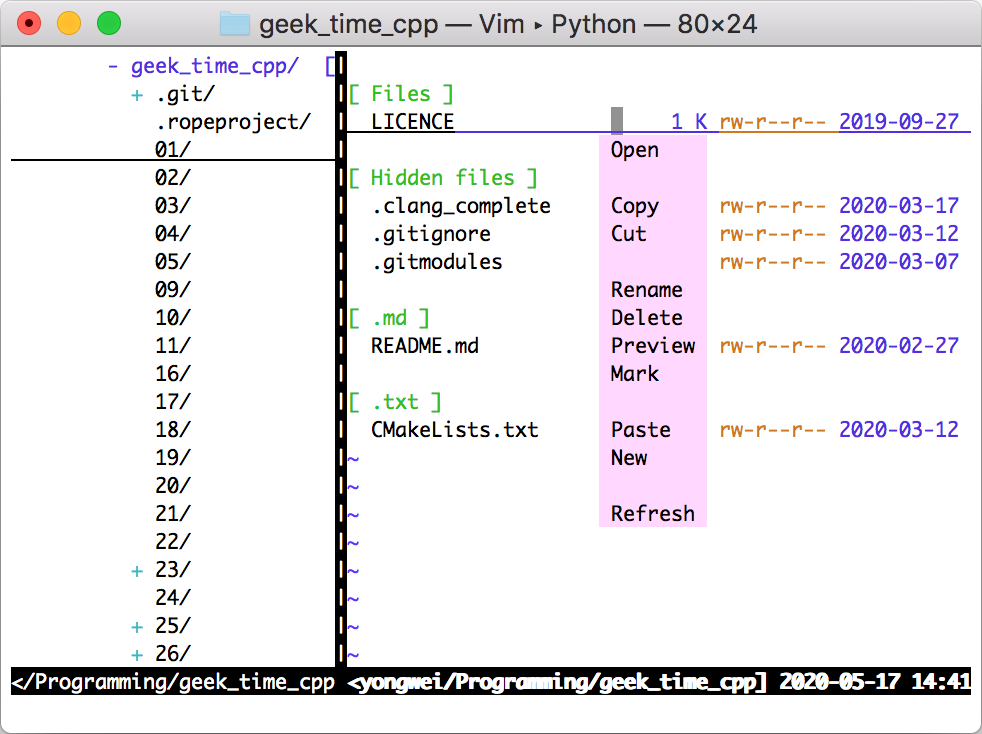 geek_time_cpp — Vim ▸ Python — 80×24
- geek_time_cpp/ [
+ .git/
.ropeproject/
01/
02/
03/
04/
05/
09/
10/
11/
16/
17/
18/
19/
20/
21/
22/
+ 23/
24/
+ 25/
+ 26/
[ Files ]
LICENCE 1 K rw-r--r-- 2019-09-27
Open
[ Hidden files ]
.clang_complete Copy rw-r--r-- 2020-03-17
.gitignore Cut rw-r--r-- 2020-03-12
.gitmodules rw-r--r-- 2020-03-07
Rename
[ .md ] Delete
README.md Preview rw-r--r-- 2020-02-27
Mark
[ .txt ]
CMakeLists.txt Paste rw-r--r-- 2020-03-12
~ New
~
~ Refresh
~
~
~
~
~
</Programming/geek_time_cpp <yongwei/Programming/geek_time_cpp] 2020-05-17 14:41